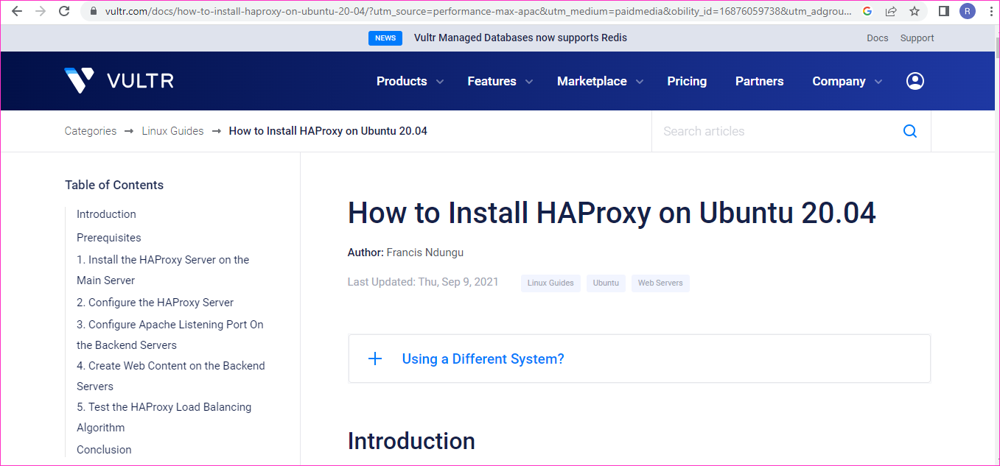 vultr.com/docs/how-to-install-haproxy-on-ubuntu-20-04/?utm_source=performance-max-apac&utm_medium=paidmedia&obility_id=16876059738&utm_adgrou...
R
NEWS Vultr Managed Databases now supports Redis Docs Support
VULTR Products Features Marketplace Pricing Partners Company
Categories → Linux Guides → How to Install HAProxy on Ubuntu 20.04 Search articles
Table of Contents
Introduction
Prerequisites
1. Install the HAProxy Server on the
Main Server
2. Configure the HAProxy Server
3. Configure Apache Listening Port On
the Backend Servers
4. Create Web Content on the Backend
Servers
5. Test the HAProxy Load Balancing
Algorithm
Conclusion
How to Install HAProxy on Ubuntu 20.04
Author: Francis Ndungu
Last Updated: Thu, Sep 9, 2021 Linux Guides Ubuntu Web Servers
+ Using a Different System?
Introduction